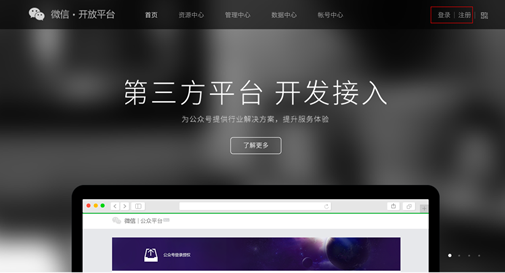 微信·开放平台 首页 资源中心 管理中心 数据中心 帐号中心 登录 | 注册
第三方平台 开发接入
为公众号提供行业解决方案，提升服务体验
了解更多
微信 | 公众平台
公众号登录授权